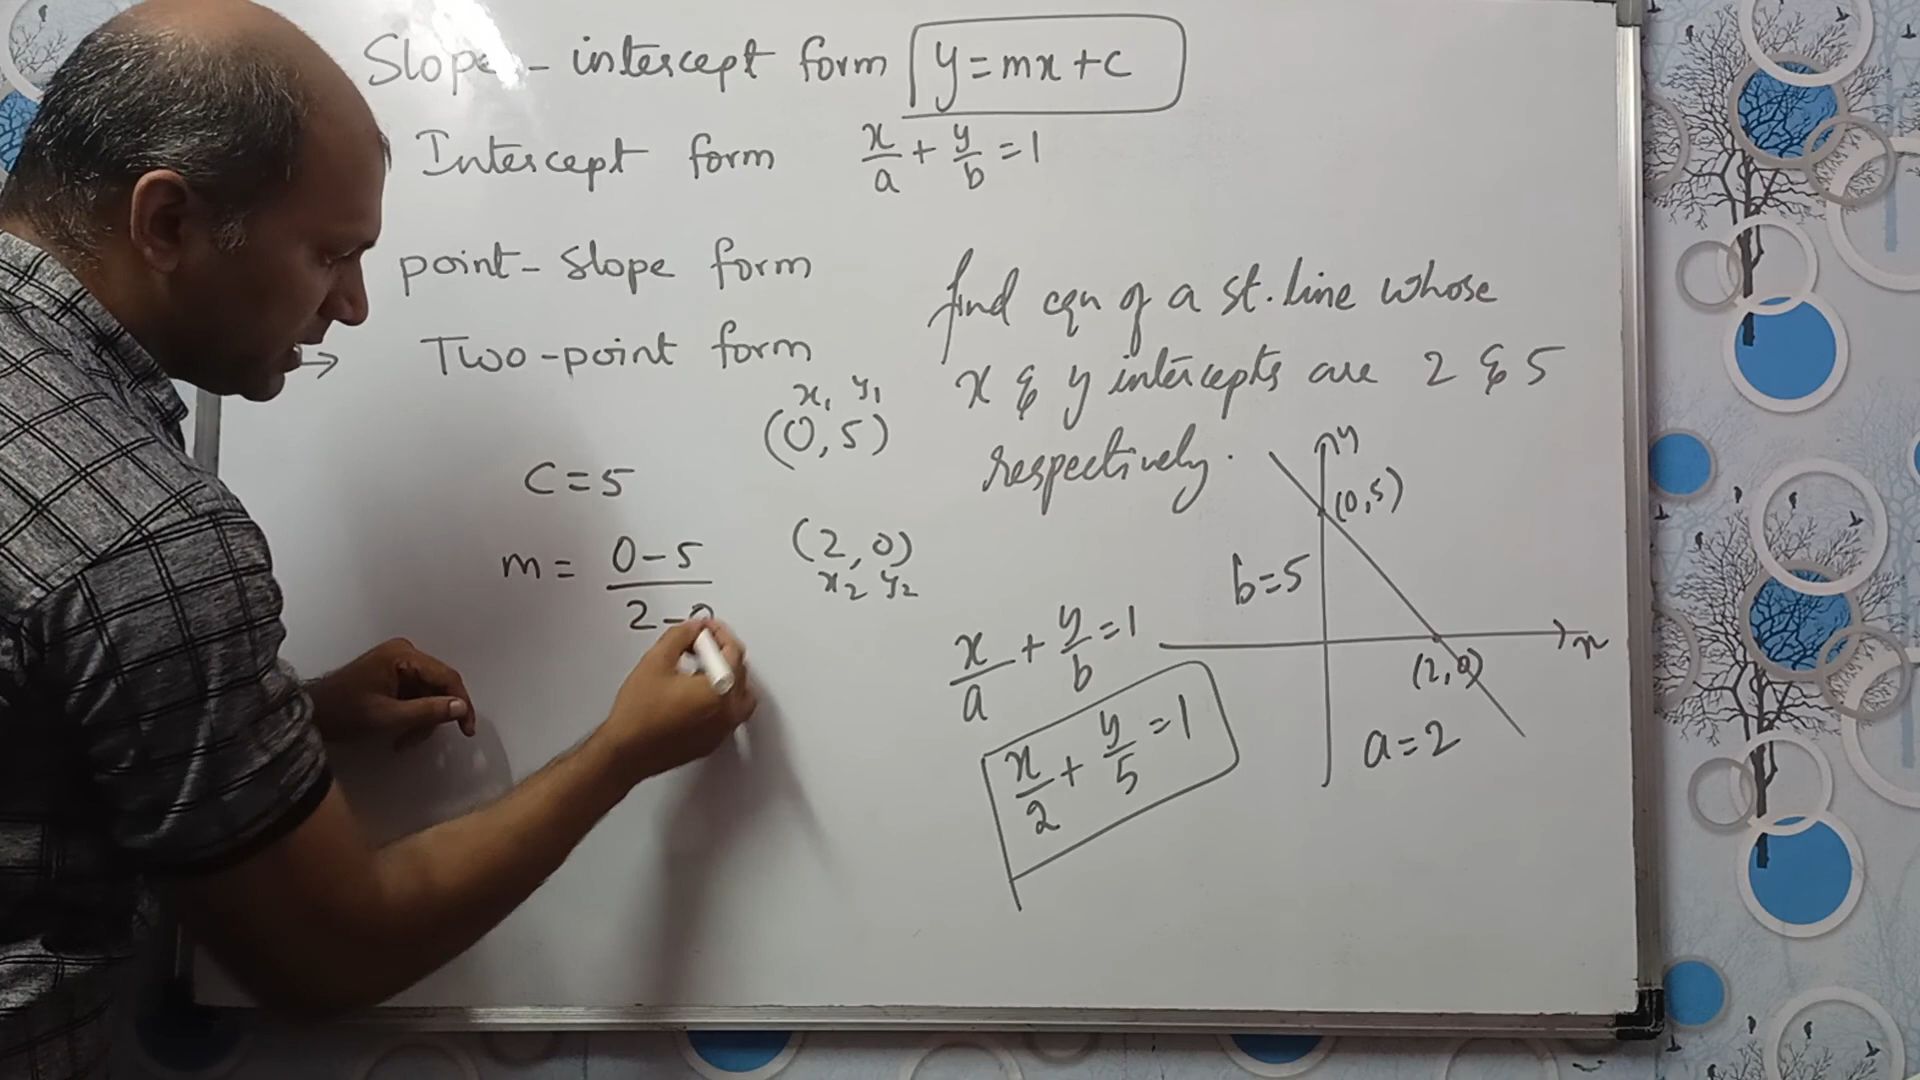 Slope - intercept form y = mx + c
Intercept form x/a + y/b = 1
point - slope form
→ Two-point form
x₁ y₁
(0, 5)
c = 5
m = (0 - 5)/(2 - 0)
(2, 0)
x₂ y₂
find eqn of a st. line whose
x & y intercepts are 2 & 5
respectively.
x/a + y/b = 1
x/2 + y/5 = 1
y
(0, 5)
b = 5
x
(2, 0)
a = 2